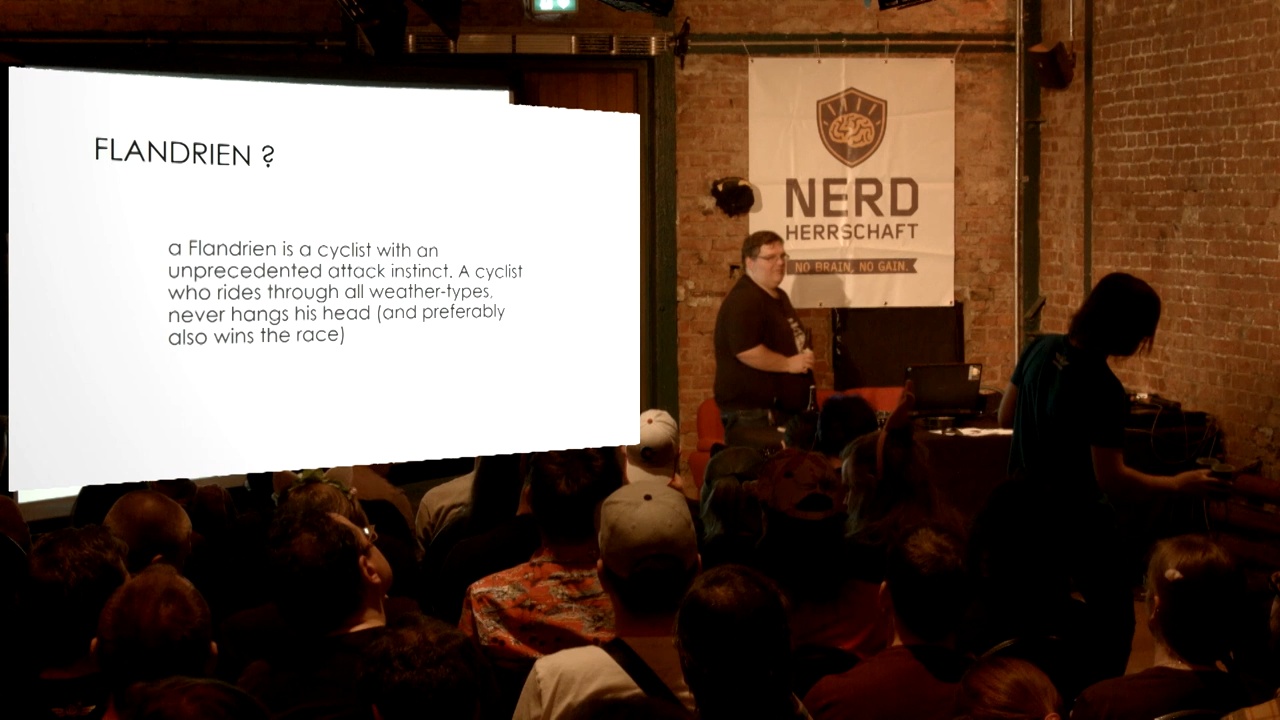 FLANDRIEN ?
a Flandrien is a cyclist with an
unprecedented attack instinct. A cyclist
who rides through all weather-types,
never hangs his head (and preferably
also wins the race)
NERD
HERRSCHAFT
NO BRAIN, NO GAIN.